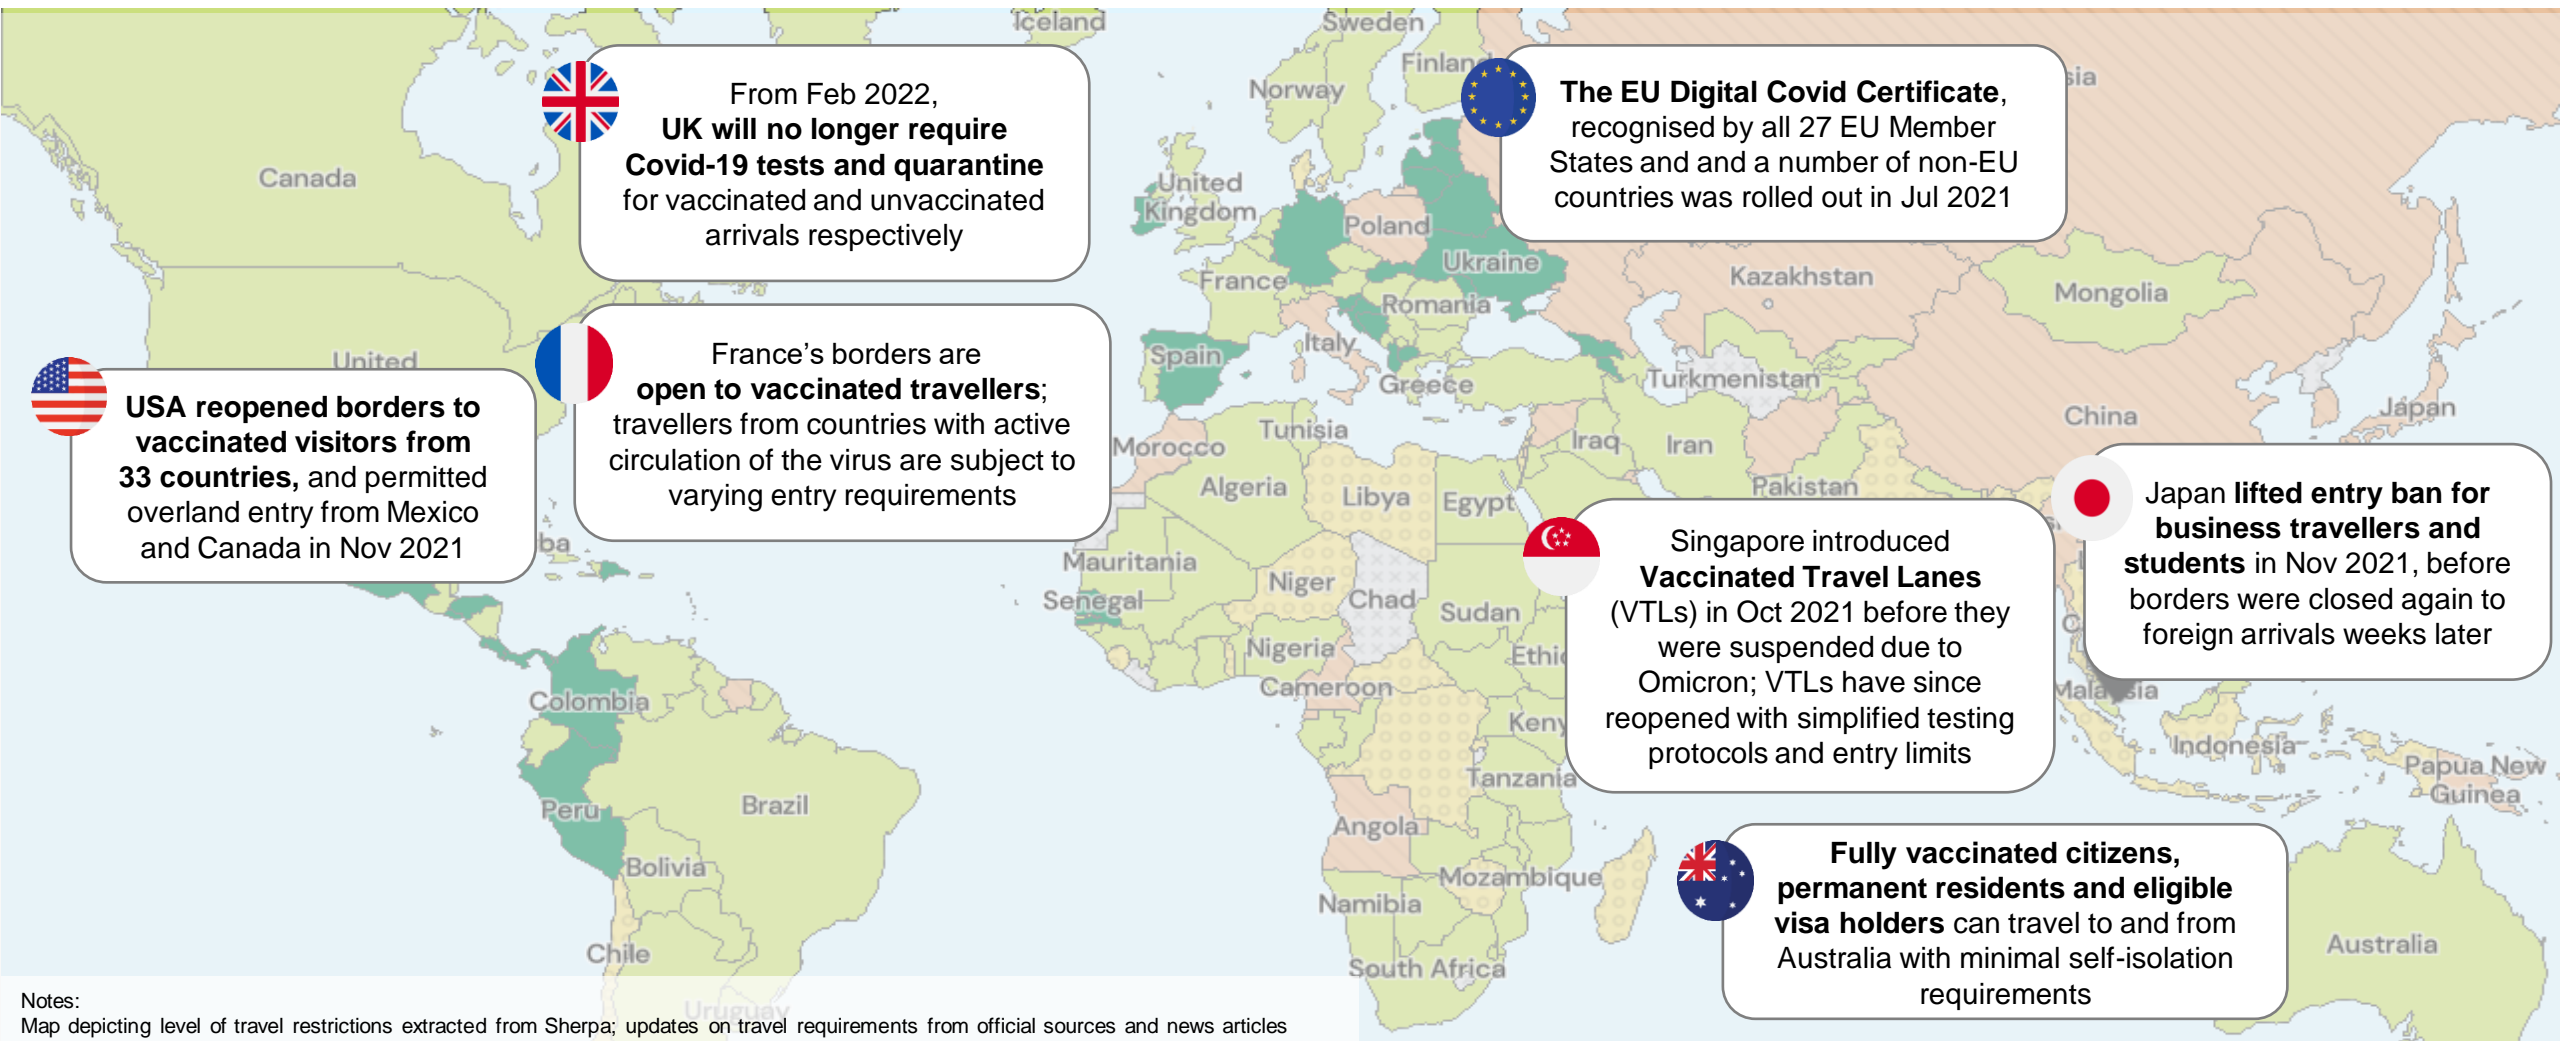 Iceland
Sweden
Finland
Norway
Canada
United
Kingdom
Poland
Ukraine
France
Romania
Kazakhstan
Mongolia
United
Spain
Italy
Greece
Turkmenistan
China
Japan
Morocco
Tunisia
Iraq
Iran
Algeria
Libya
Egypt
Pakistan
Mauritania
Niger
Chad
Senegal
Sudan
Nigeria
Cameroon
Colombia
Malaysia
Indonesia
Papua New
Guinea
Tanzania
Peru
Brazil
Angola
Bolivia
Mozambique
Namibia
Chile
South Africa
Australia
Uruguay
From Feb 2022,
UK will no longer require
Covid-19 tests and quarantine
for vaccinated and unvaccinated
arrivals respectively
The EU Digital Covid Certificate,
recognised by all 27 EU Member
States and and a number of non-EU
countries was rolled out in Jul 2021
France’s borders are
open to vaccinated travellers;
travellers from countries with active
circulation of the virus are subject to
varying entry requirements
USA reopened borders to
vaccinated visitors from
33 countries, and permitted
overland entry from Mexico
and Canada in Nov 2021
Singapore introduced
Vaccinated Travel Lanes
(VTLs) in Oct 2021 before they
were suspended due to
Omicron; VTLs have since
reopened with simplified testing
protocols and entry limits
Japan lifted entry ban for
business travellers and
students in Nov 2021, before
borders were closed again to
foreign arrivals weeks later
Fully vaccinated citizens,
permanent residents and eligible
visa holders can travel to and from
Australia with minimal self-isolation
requirements
Notes:
Map depicting level of travel restrictions extracted from Sherpa; updates on travel requirements from official sources and news articles